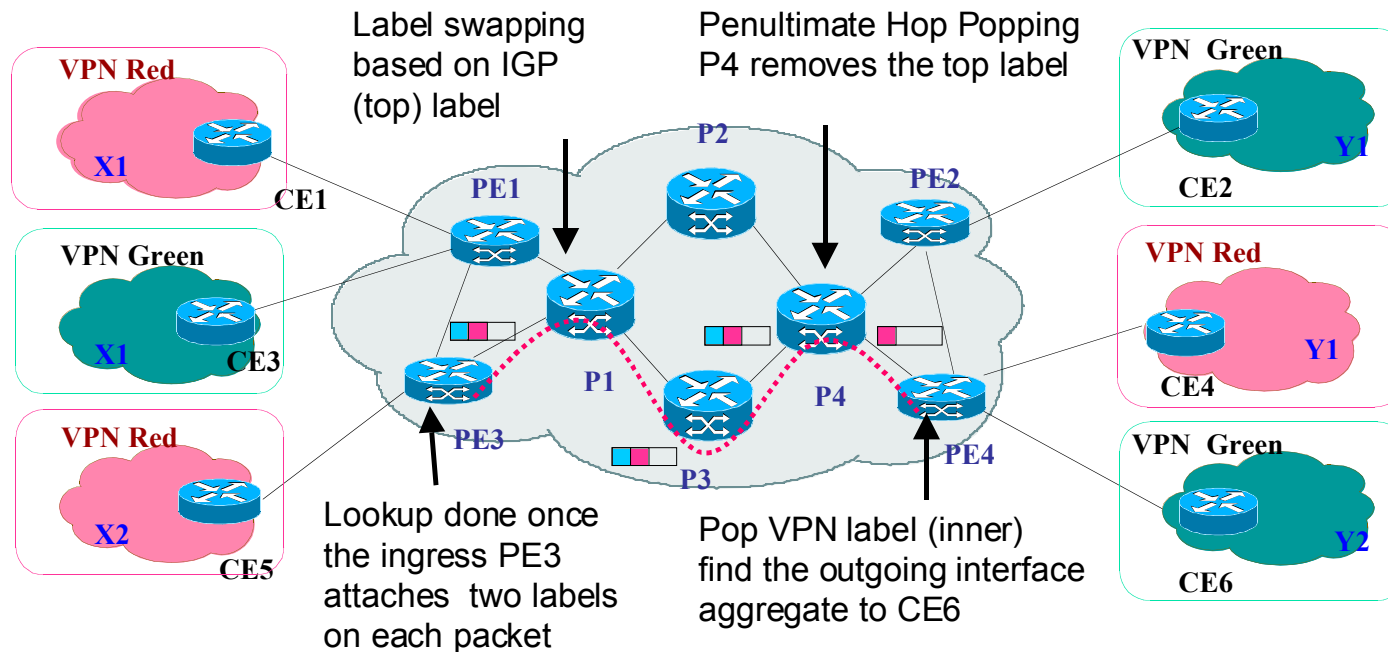 Label swapping
based on IGP
(top) label
Penultimate Hop Popping
P4 removes the top label
VPN Red
X1
CE1
VPN Green
X1
CE3
VPN Red
X2
CE5
PE1
P2
PE2
P1
P4
PE3
P3
PE4
VPN Green
Y1
CE2
VPN Red
Y1
CE4
VPN Green
Y2
CE6
Lookup done once
the ingress PE3
attaches two labels
on each packet
Pop VPN label (inner)
find the outgoing interface
aggregate to CE6